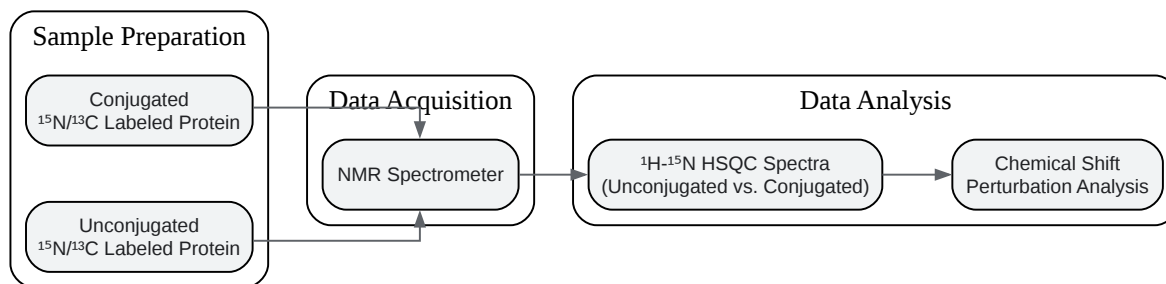 Sample Preparation
Conjugated
¹⁵N/¹³C Labeled Protein
Unconjugated
¹⁵N/¹³C Labeled Protein
Data Acquisition
NMR Spectrometer
Data Analysis
¹H-¹⁵N HSQC Spectra
(Unconjugated vs. Conjugated)
Chemical Shift
Perturbation Analysis